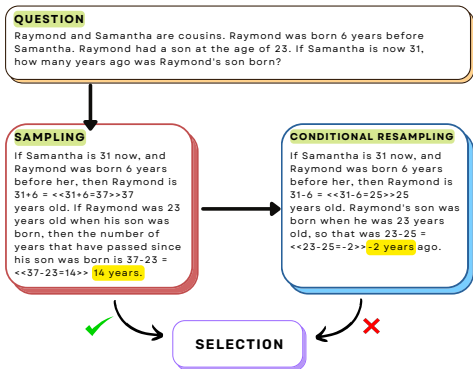 QUESTION
Raymond and Samantha are cousins. Raymond was born 6 years before
Samantha. Raymond had a son at the age of 23. If Samantha is now 31,
how many years ago was Raymond's son born?
SAMPLING
If Samantha is 31 now, and
Raymond was born 6 years
before her, then Raymond is
31+6 = <<31+6=37>>37
years old. If Raymond was 23
years old when his son was
born, then the number of
years that have passed since
his son was born is 37-23 =
<<37-23=14>> 14 years.
CONDITIONAL RESAMPLING
If Samantha is 31 now, and
Raymond was born 6 years
before her, then Raymond is
31-6 = <<31-6=25>>25
years old. Raymond's son was
born when he was 23 years
old, so that was 23-25 =
<<23-25=-2>>-2 years ago.
SELECTION